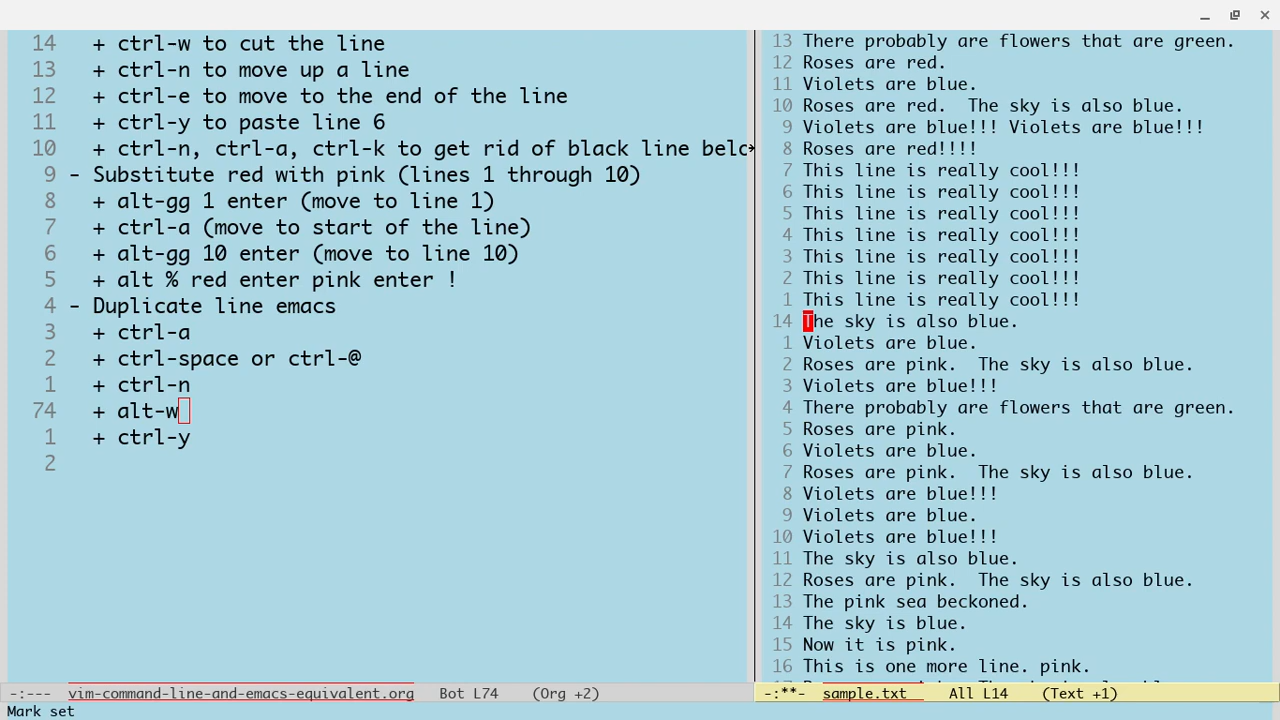 14 + ctrl-w to cut the line
13 + ctrl-n to move up a line
12 + ctrl-e to move to the end of the line
11 + ctrl-y to paste line 6
10 + ctrl-n, ctrl-a, ctrl-k to get rid of black line belc
9 - Substitute red with pink (lines 1 through 10)
8 + alt-gg 1 enter (move to line 1)
7 + ctrl-a (move to start of the line)
6 + alt-gg 10 enter (move to line 10)
5 + alt % red enter pink enter !
4 - Duplicate line emacs
3 + ctrl-a
2 + ctrl-space or ctrl-@
1 + ctrl-n
74 + alt-w
1 + ctrl-y
2
-:--- vim-command-line-and-emacs-equivalent.org Bot L74 (Org +2)
13 There probably are flowers that are green.
12 Roses are red.
11 Violets are blue.
10 Roses are red.  The sky is also blue.
9 Violets are blue!!! Violets are blue!!!
8 Roses are red!!!!
7 This line is really cool!!!
6 This line is really cool!!!
5 This line is really cool!!!
4 This line is really cool!!!
3 This line is really cool!!!
2 This line is really cool!!!
1 This line is really cool!!!
14 The sky is also blue.
1 Violets are blue.
2 Roses are pink.  The sky is also blue.
3 Violets are blue!!!
4 There probably are flowers that are green.
5 Roses are pink.
6 Violets are blue.
7 Roses are pink.  The sky is also blue.
8 Violets are blue!!!
9 Violets are blue.
10 Violets are blue!!!
11 The sky is also blue.
12 Roses are pink.  The sky is also blue.
13 The pink sea beckoned.
14 The sky is blue.
15 Now it is pink.
16 This is one more line. pink.
-:**- sample.txt All L14 (Text +1)
Mark set